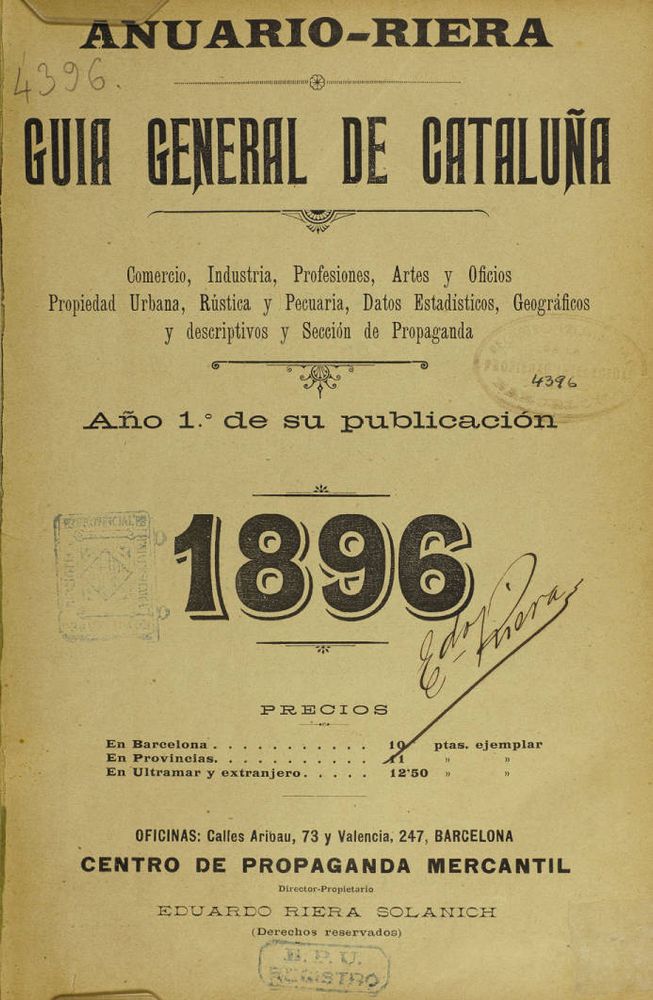 ANUARIO-RIERA
4396.
GUIA GENERAL DE CATALUÑA
Comercio, Industria, Profesiones, Artes y Oficios
Propiedad Urbana, Rústica y Pecuaria, Datos Estadísticos, Geográficos
y descriptivos y Sección de Propaganda
4396
Año 1.º de su publicación
1896
Edo. Riera
PRECIOS
En Barcelona . . . . . . . . . . . 10 ptas. ejemplar
En Provincias. . . . . . . . . . . 11 » »
En Ultramar y extranjero. . . . . 12'50 » »
OFICINAS: Calles Aribau, 73 y Valencia, 247, BARCELONA
CENTRO DE PROPAGANDA MERCANTIL
Director-Propietario
EDUARDO RIERA SOLANICH
(Derechos reservados)
B. P. U.
REGISTRO